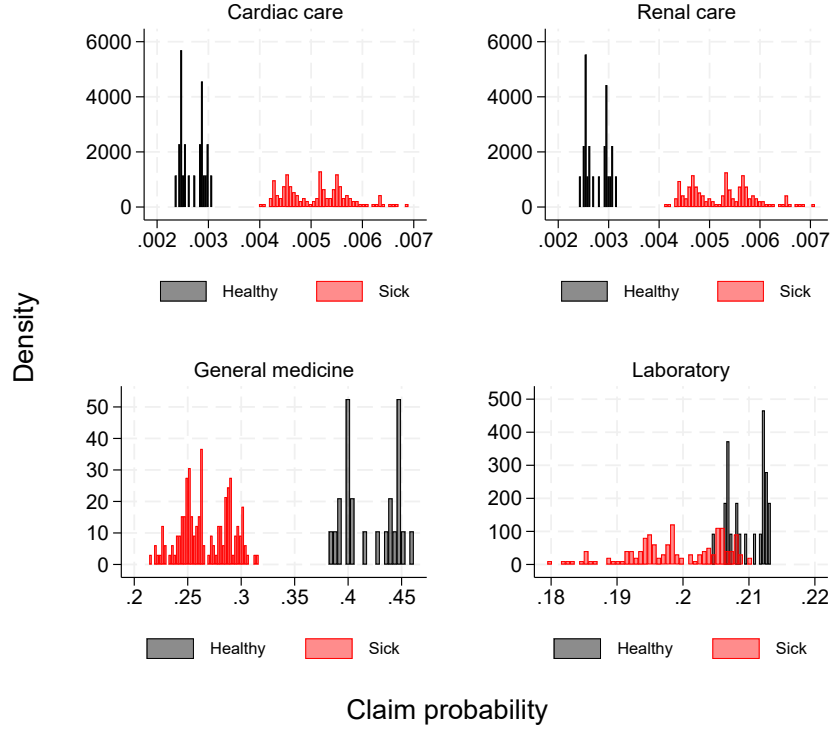 Cardiac care
6000
4000
2000
0
.002 .003 .004 .005 .006 .007
Healthy Sick
Renal care
6000
4000
2000
0
.002 .003 .004 .005 .006 .007
Healthy Sick
Density
General medicine
50
40
30
20
10
0
.2 .25 .3 .35 .4 .45
Healthy Sick
Laboratory
500
400
300
200
100
0
.18 .19 .2 .21 .22
Healthy Sick
Claim probability